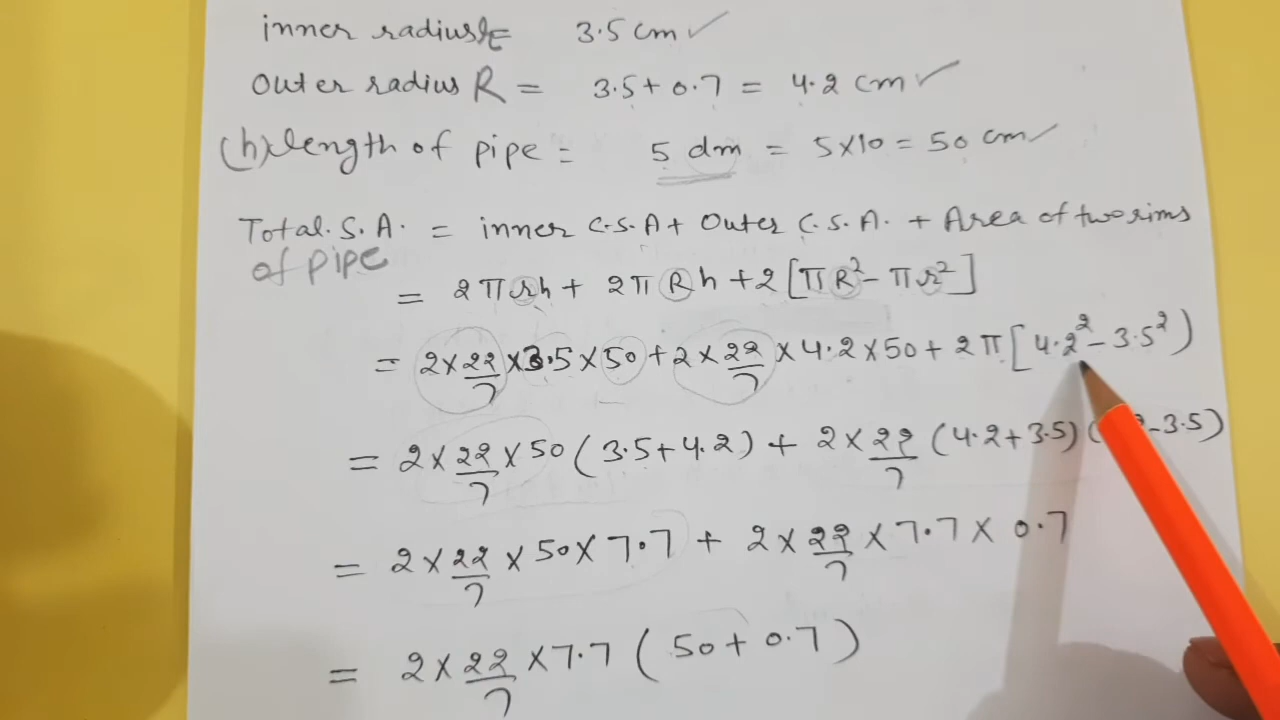 inner radius r = 3.5 cm ✓
Outer radius R = 3.5 + 0.7 = 4.2 cm ✓
(h) length of pipe = 5 dm = 5×10 = 50 cm ✓
Total. S. A. = inner C.S.A + Outer C.S.A. + Area of two rims
of pipe
= 2πrh + 2πRh + 2[πR² - πr²]
= 2×22/7×3.5×50 + 2×22/7×4.2×50 + 2π[4.2² - 3.5²)
= 2×22/7×50(3.5+4.2) + 2×22/7(4.2+3.5)( -3.5)
= 2×22/7×50×7.7 + 2×22/7×7.7×0.7
= 2×22/7×7.7(50+0.7)